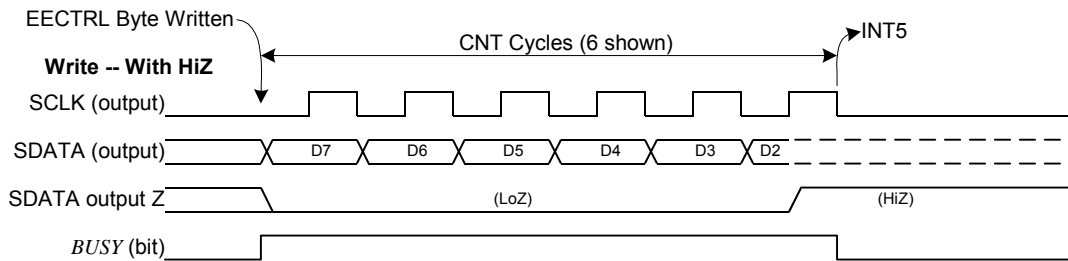 EECTRL Byte Written
CNT Cycles (6 shown)
INT5
Write -- With HiZ
SCLK (output)
SDATA (output) D7 D6 D5 D4 D3 D2
SDATA output Z (LoZ) (HiZ)
BUSY (bit)